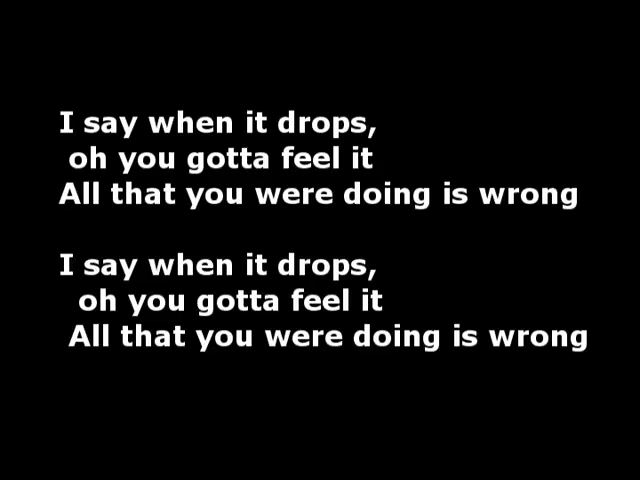 I say when it drops,
oh you gotta feel it
All that you were doing is wrong
I say when it drops,
oh you gotta feel it
All that you were doing is wrong